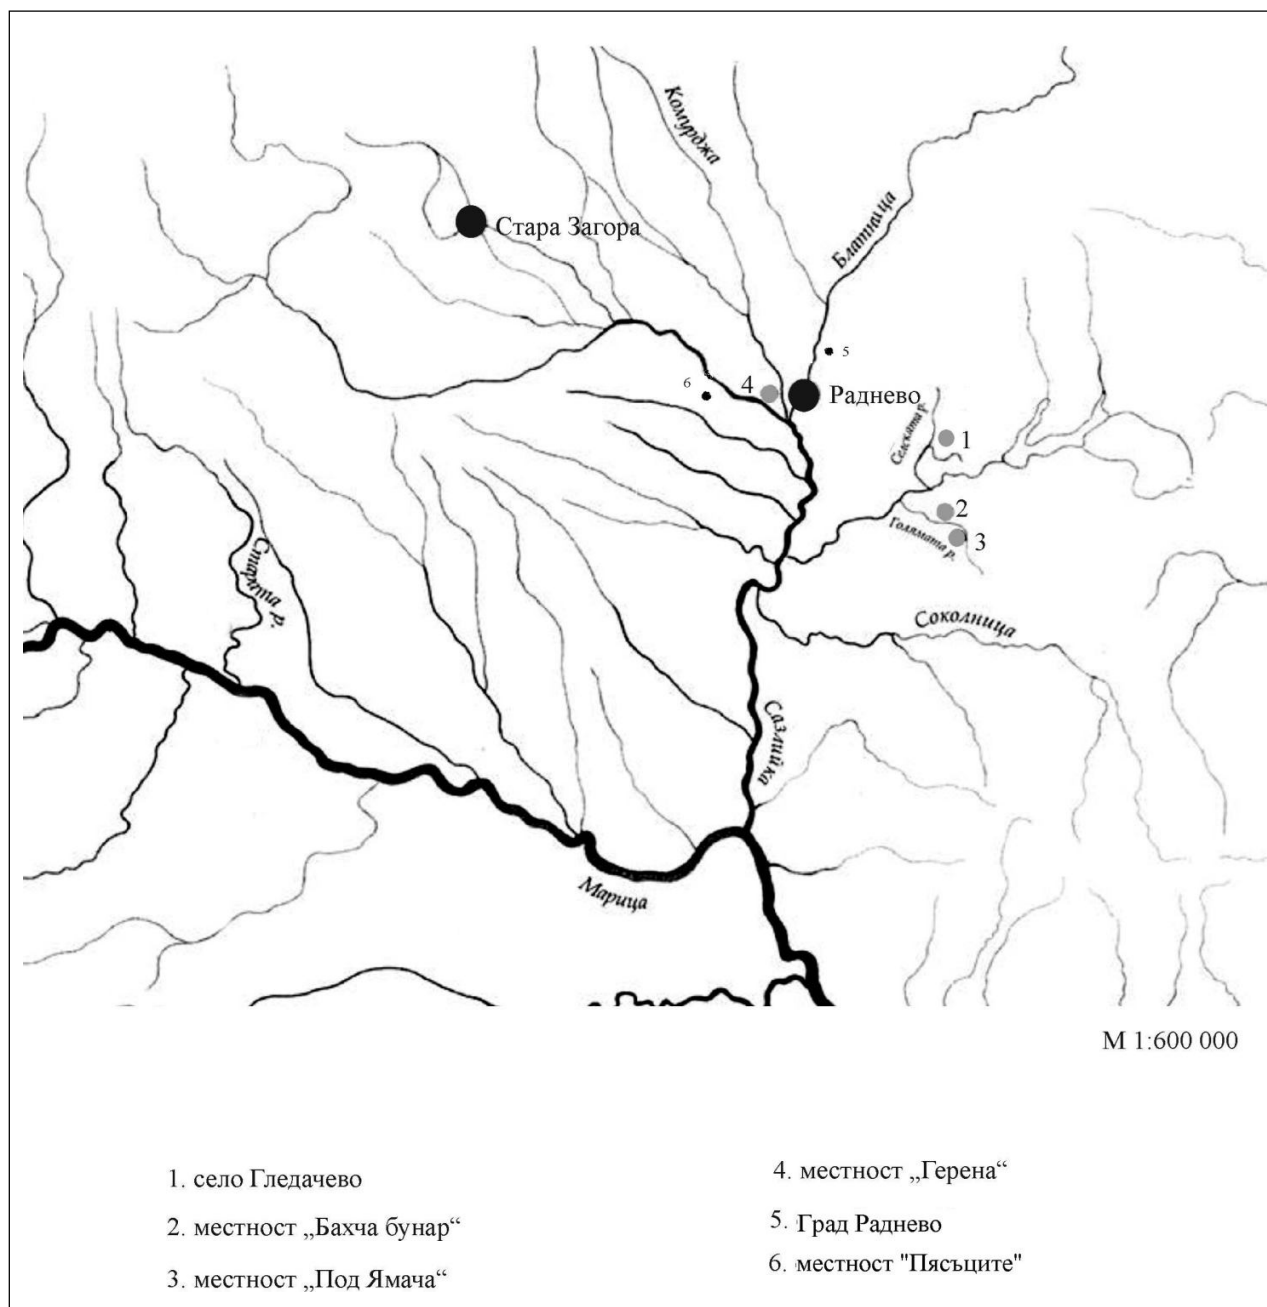 Комурджа
Блатница
Стара Загора
5
6
4
Раднево
Селската р.
1
2
Голямата р.
3
Старата р.
Соколница
Сазлийка
Марица
М 1:600 000
1. село Гледачево
2. местност „Бахча бунар“
3. местност „Под Ямача“
4. местност „Герена“
5. Град Раднево
6. местност "Пясъците"